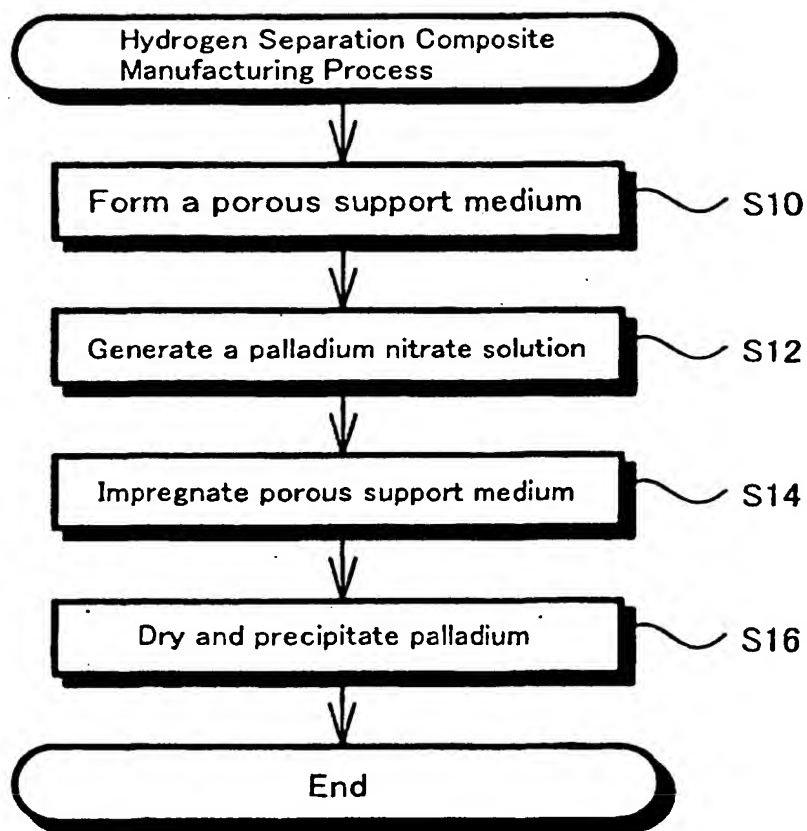 Hydrogen Separation Composite
Manufacturing Process
Form a porous support medium
S10
Generate a palladium nitrate solution
S12
Impregnate porous support medium
S14
Dry and precipitate palladium
S16
End